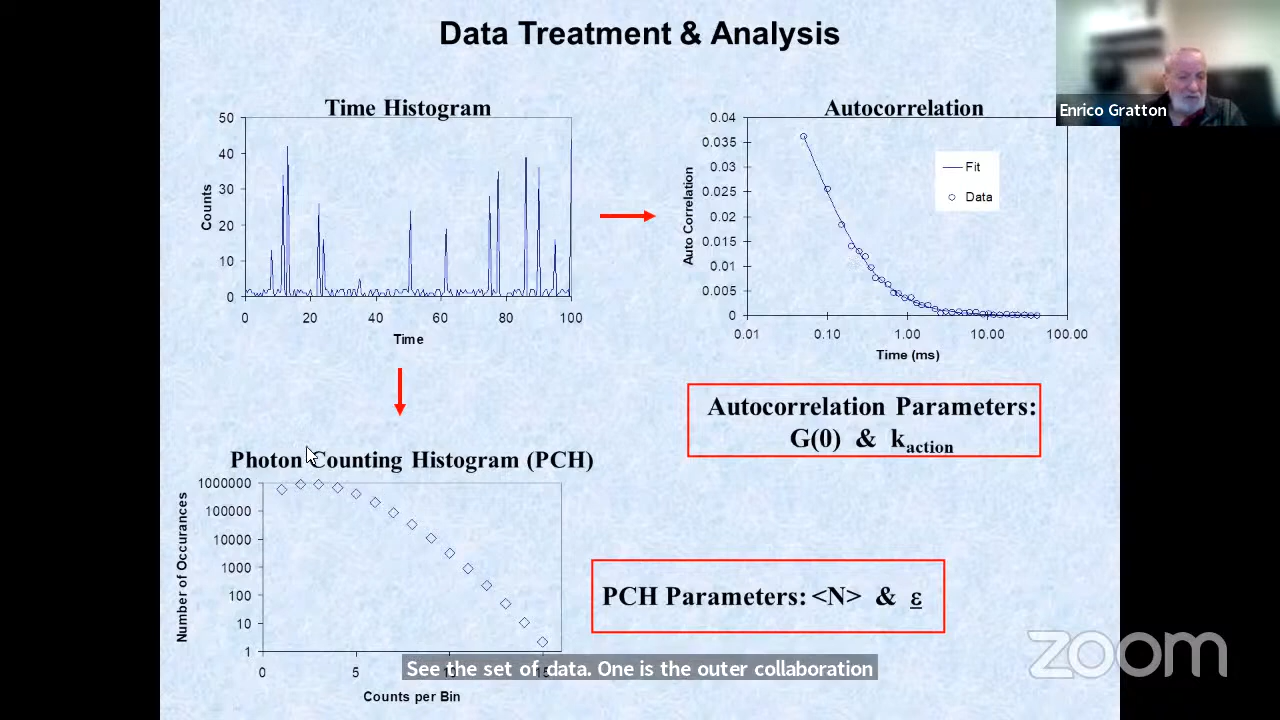 Data Treatment & Analysis
Enrico Gratton
Time Histogram
50
40
30
20
10
0
Counts
0 20 40 60 80 100
Time
Autocorrelation
0.04
0.035
0.03
0.025
0.02
0.015
0.01
0.005
0
Auto Correlation
Fit
Data
0.01 0.10 1.00 10.00 100.00
Time (ms)
Autocorrelation Parameters:
G(0) & kaction
Photon Counting Histogram (PCH)
1000000
100000
10000
1000
100
10
1
Number of Occurances
0 5
Counts per Bin
PCH Parameters: <N> & ε
See the set of data. One is the outer collaboration
zoom